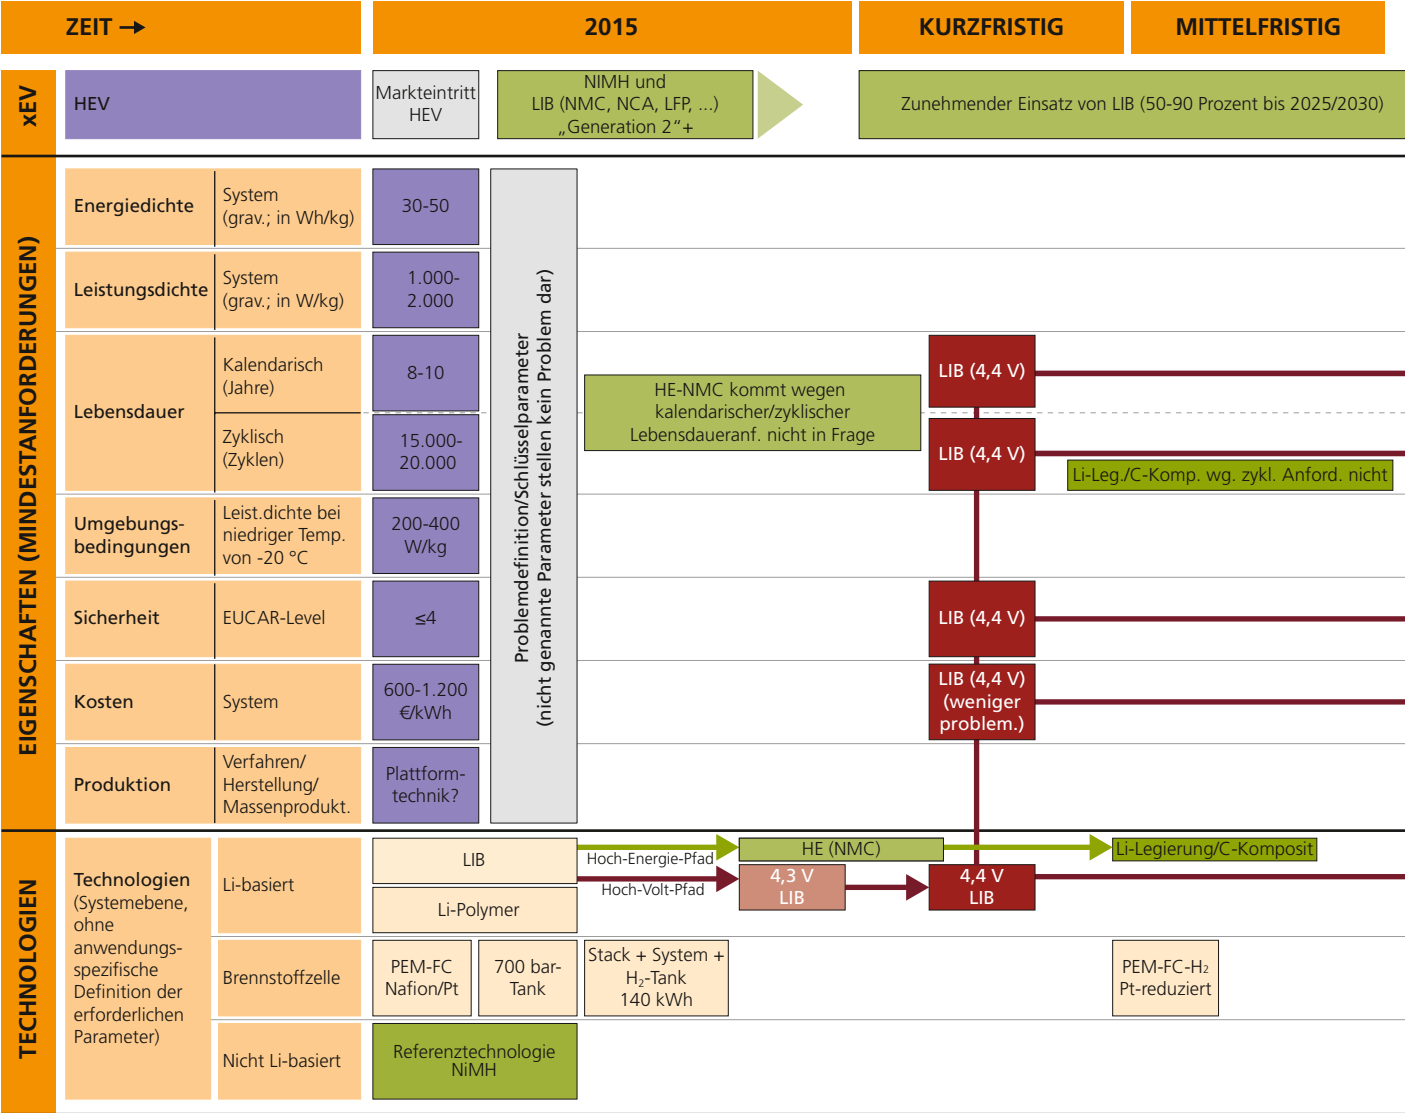 ZEIT → 2015 KURZFRISTIG MITTELFRISTIG
xEV
HEV
Markteintritt
HEV
NIMH und
LIB (NMC, NCA, LFP, ...)
„Generation 2“+
Zunehmender Einsatz von LIB (50-90 Prozent bis 2025/2030)
EIGENSCHAFTEN (MINDESTANFORDERUNGEN)
Energiedichte
System
(grav.; in Wh/kg)
30-50
Problemdefinition/Schlüsselparameter
(nicht genannte Parameter stellen kein Problem dar)
Leistungsdichte
System
(grav.; in W/kg)
1.000-
2.000
Lebensdauer
Kalendarisch
(Jahre)
8-10
HE-NMC kommt wegen
kalendarischer/zyklischer
Lebensdaueranf. nicht in Frage
LIB (4,4 V)
Zyklisch
(Zyklen)
15.000-
20.000
LIB (4,4 V)
Li-Leg./C-Komp. wg. zykl. Anford. nicht
Umgebungs-
bedingungen
Leist.dichte bei
niedriger Temp.
von -20 °C
200-400
W/kg
Sicherheit
EUCAR-Level
≤4
LIB (4,4 V)
Kosten
System
600-1.200
€/kWh
LIB (4,4 V)
(weniger
problem.)
Produktion
Verfahren/
Herstellung/
Massenprodukt.
Plattform-
technik?
TECHNOLOGIEN
Technologien
(Systemebene,
ohne
anwendungs-
spezifische
Definition der
erforderlichen
Parameter)
Li-basiert
LIB
Li-Polymer
Hoch-Energie-Pfad
Hoch-Volt-Pfad
HE (NMC)
4,3 V
LIB
4,4 V
LIB
Li-Legierung/C-Komposit
Brennstoffzelle
PEM-FC
Nafion/Pt
700 bar-
Tank
Stack + System +
H₂-Tank
140 kWh
PEM-FC-H₂
Pt-reduziert
Nicht Li-basiert
Referenztechnologie
NiMH